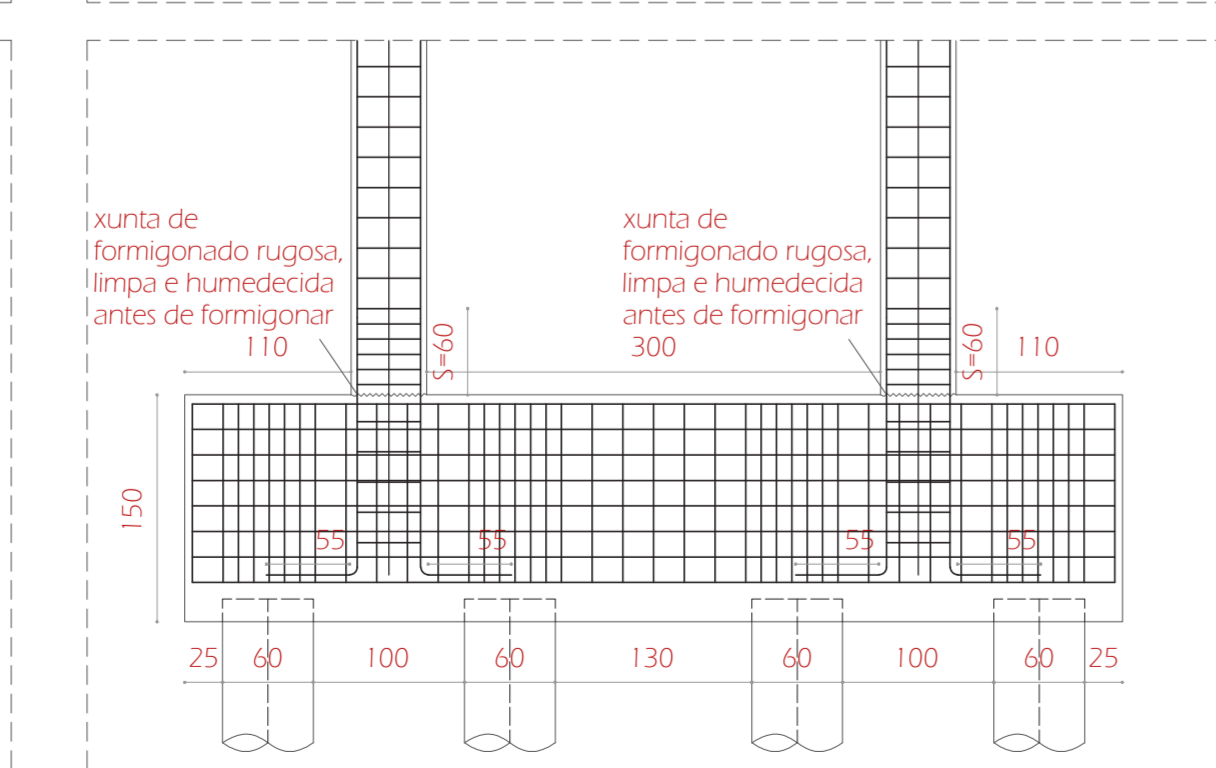 xunta de
formigonado rugosa,
limpa e humedecida
antes de formigonar
xunta de
formigonado rugosa,
limpa e humedecida
antes de formigonar
110
S=60
300
S=60
110
150
55
55
55
55
25
60
100
60
130
60
100
60
25